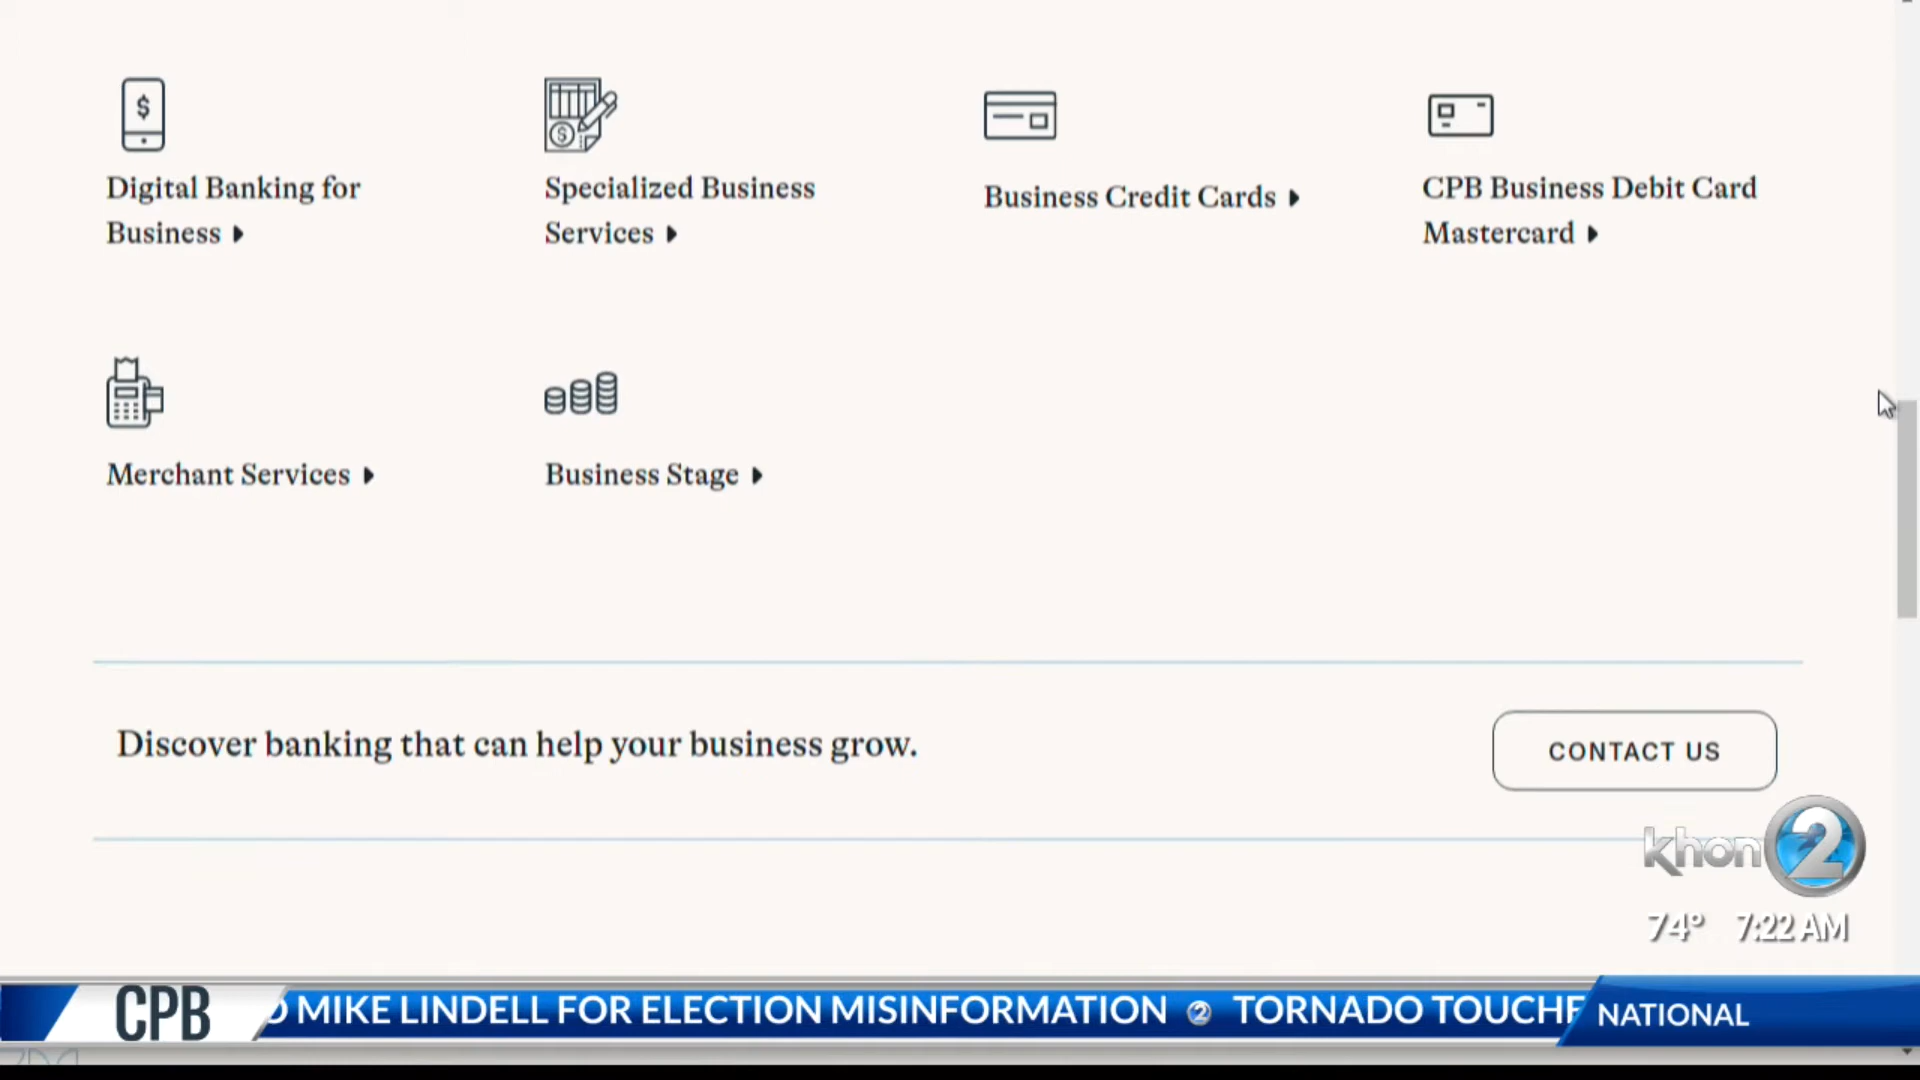 Digital Banking for
Business
Specialized Business
Services
Business Credit Cards
CPB Business Debit Card
Mastercard
Merchant Services
Business Stage
Discover banking that can help your business grow.
CONTACT US
khon 2
74° 7:22 AM
CPB
MIKE LINDELL FOR ELECTION MISINFORMATION 2 TORNADO TOUCHE
NATIONAL